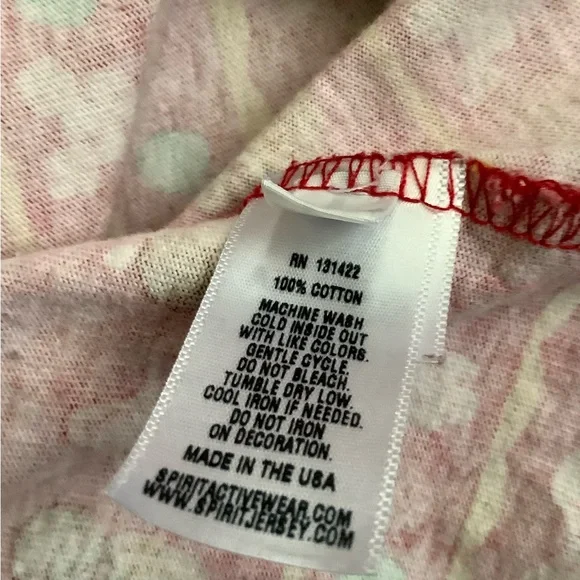 RN 131422
100% COTTON
MACHINE WASH
COLD INSIDE OUT
WITH LIKE COLORS.
GENTLE CYCLE.
DO NOT BLEACH.
TUMBLE DRY LOW.
COOL IRON IF NEEDED.
DO NOT IRON
ON DECORATION.
MADE IN THE USA
SPIRITACTIVEWEAR.COM
WWW.SPIRITJERSEY.COM